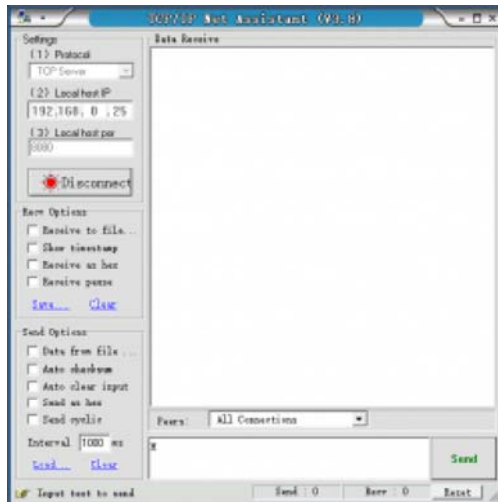 TCP/IP Net Assistant (V3.8)
Settings
(1) Protocol
TCP Server
(2) Local host IP
192.168. 0 .25
(3) Local host por
8080
Disconnect
Recv Options
Receive to file...
Show timestamp
Receive as hex
Receive pause
Save... Clear
Send Options
Data from file ...
Auto checksum
Auto clear input
Send as hex
Send cyclic
Interval 1000 ms
Load... Clear
Data Receive
Peers: All Connections
Send
Input text to send
Send : 0
Recv : 0
Reset